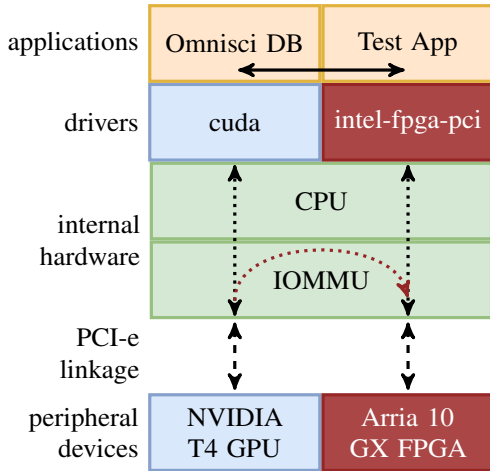 applications
Omnisci DB
Test App
drivers
cuda
intel-fpga-pci
internal
hardware
CPU
IOMMU
PCI-e
linkage
peripheral
devices
NVIDIA
T4 GPU
Arria 10
GX FPGA